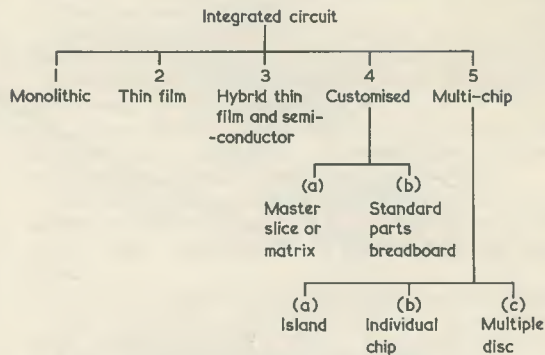 Integrated circuit
1
Monolithic
2
Thin film
3
Hybrid thin
film and semi-
-conductor
4
Customised
5
Multi-chip
(a)
Master
slice or
matrix
(b)
Standard
parts
breadboard
(a)
Island
(b)
Individual
chip
(c)
Multiple
disc